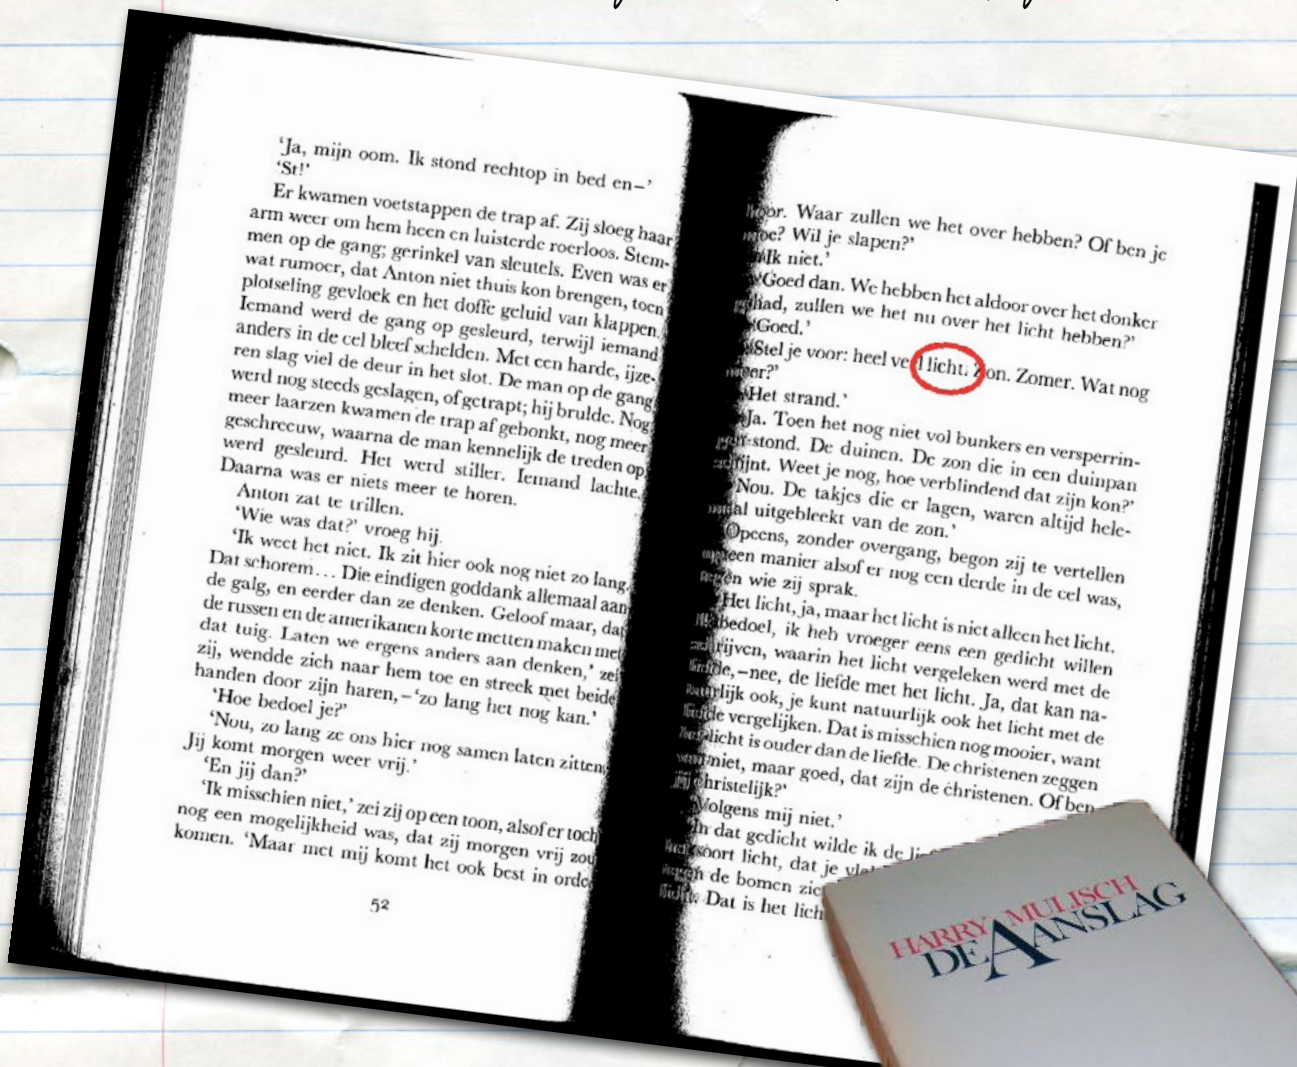 ‘Ja, mijn oom. Ik stond rechtop in bed en–’
‘St!’
Er kwamen voetstappen de trap af. Zij sloeg haar
arm weer om hem heen en luisterde roerloos. Stem-
men op de gang; gerinkel van sleutels. Even was er
wat rumoer, dat Anton niet thuis kon brengen, toen
plotseling gevloek en het doffe geluid van klappen.
Iemand werd de gang op gesleurd, terwijl iemand
anders in de cel bleef schelden. Met een harde, ijze-
ren slag viel de deur in het slot. De man op de gang
werd nog steeds geslagen, of getrapt; hij brulde. Nog
meer laarzen kwamen de trap af gebonkt, nog meer
geschreeuw, waarna de man kennelijk de treden op
werd gesleurd. Het werd stiller. Iemand lachte.
Daarna was er niets meer te horen.
Anton zat te trillen.
‘Wie was dat?’ vroeg hij.
‘Ik weet het niet. Ik zit hier ook nog niet zo lang.
Dat schorem... Die eindigen goddank allemaal aan
de galg, en eerder dan ze denken. Geloof maar, dat
de russen en de amerikanen korte metten maken met
dat tuig. Laten we ergens anders aan denken,’ zei
zij, wendde zich naar hem toe en streek met beide
handen door zijn haren, –‘zo lang het nog kan.’
‘Hoe bedoel je?’
‘Nou, zo lang ze ons hier nog samen laten zitten.
Jij komt morgen weer vrij.’
‘En jij dan?’
‘Ik misschien niet,’ zei zij op een toon, alsof er toch
nog een mogelijkheid was, dat zij morgen vrij zou
komen. ‘Maar met mij komt het ook best in orde
52
hoor. Waar zullen we het over hebben? Of ben je
moe? Wil je slapen?’
‘Ik niet.’
‘Goed dan. We hebben het aldoor over het donker
gehad, zullen we het nu over het licht hebben?’
‘Goed.’
‘Stel je voor: heel veel licht. Zon. Zomer. Wat nog
meer?’
‘Het strand.’
‘Ja. Toen het nog niet vol bunkers en versperrin-
gen stond. De duinen. De zon die in een duinpan
schijnt. Weet je nog, hoe verblindend dat zijn kon?’
‘Nou. De takjes die er lagen, waren altijd hele-
maal uitgebleekt van de zon.’
Opeens, zonder overgang, begon zij te vertellen
op een manier alsof er nog een derde in de cel was,
tegen wie zij sprak.
‘Het licht, ja, maar het licht is niet alleen het licht.
Ik bedoel, ik heb vroeger eens een gedicht willen
schrijven, waarin het licht vergeleken werd met de
liefde, –nee, de liefde met het licht. Ja, dat kan na-
tuurlijk ook, je kunt natuurlijk ook het licht met de
liefde vergelijken. Dat is misschien nog mooier, want
het licht is ouder dan de liefde. De christenen zeggen
van niet, maar goed, dat zijn de christenen. Of ben
jij christelijk?’
‘Volgens mij niet.’
‘In dat gedicht wilde ik de
het soort licht, dat je
de bomen
licht. Dat is het
HARRY MULISCH
DE AANSLAG